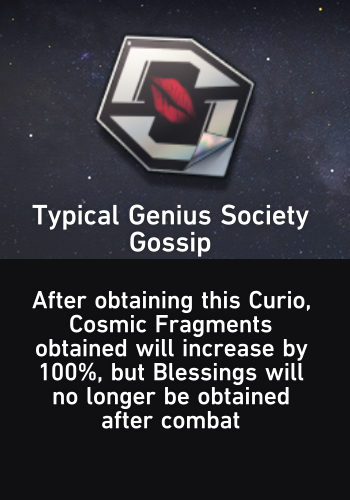 Typical Genius Society
Gossip
After obtaining this Curio,
Cosmic Fragments
obtained will increase by
100%, but Blessings will
no longer be obtained
after combat